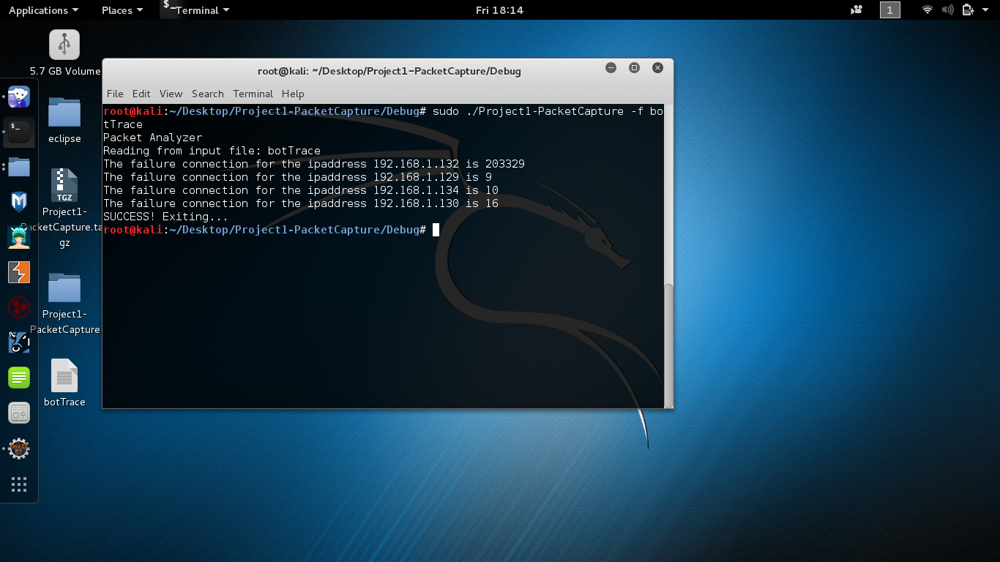 Applications Places Terminal Fri 18:14 1
5.7 GB Volume
eclipse
TGZ
Project1-
PacketCapture.ta
gz
Project1-
PacketCapture
botTrace
root@kali: ~/Desktop/Project1-PacketCapture/Debug
File Edit View Search Terminal Help
root@kali:~/Desktop/Project1-PacketCapture/Debug# sudo ./Project1-PacketCapture -f bo
tTrace
Packet Analyzer
Reading from input file: botTrace
The failure connection for the ipaddress 192.168.1.132 is 203329
The failure connection for the ipaddress 192.168.1.129 is 9
The failure connection for the ipaddress 192.168.1.134 is 10
The failure connection for the ipaddress 192.168.1.130 is 16
SUCCESS! Exiting...
root@kali:~/Desktop/Project1-PacketCapture/Debug#